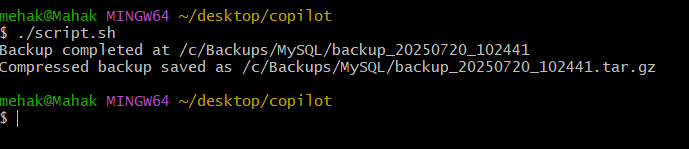 mehak@Mahak MINGW64 ~/desktop/copilot
$ ./script.sh
Backup completed at /c/Backups/MySQL/backup_20250720_102441
Compressed backup saved as /c/Backups/MySQL/backup_20250720_102441.tar.gz
mehak@Mahak MINGW64 ~/desktop/copilot
$